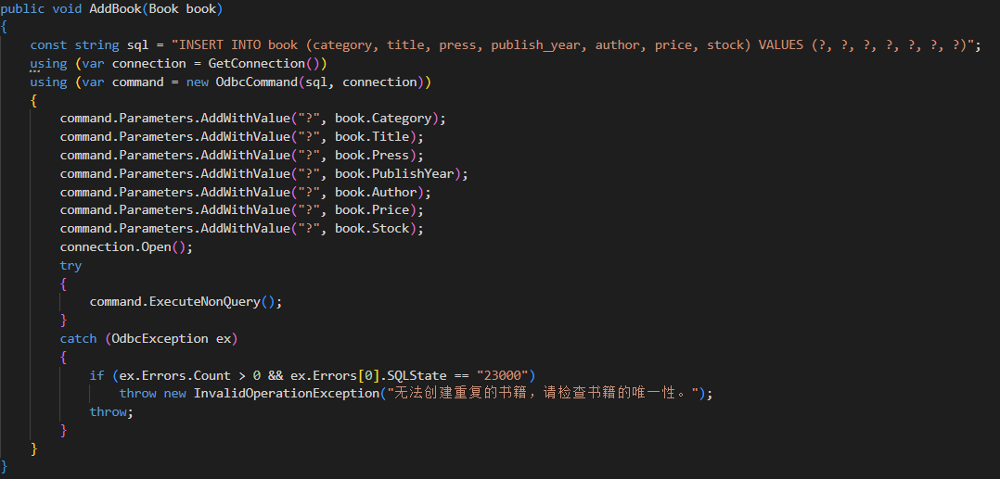 public void AddBook(Book book)
{
    const string sql = "INSERT INTO book (category, title, press, publish_year, author, price, stock) VALUES (?, ?, ?, ?, ?, ?, ?)";
    using (var connection = GetConnection())
    using (var command = new OdbcCommand(sql, connection))
    {
        command.Parameters.AddWithValue("?", book.Category);
        command.Parameters.AddWithValue("?", book.Title);
        command.Parameters.AddWithValue("?", book.Press);
        command.Parameters.AddWithValue("?", book.PublishYear);
        command.Parameters.AddWithValue("?", book.Author);
        command.Parameters.AddWithValue("?", book.Price);
        command.Parameters.AddWithValue("?", book.Stock);
        connection.Open();
        try
        {
            command.ExecuteNonQuery();
        }
        catch (OdbcException ex)
        {
            if (ex.Errors.Count > 0 && ex.Errors[0].SQLState == "23000")
                throw new InvalidOperationException("无法创建重复的书籍，请检查书籍的唯一性。");
            throw;
        }
    }
}